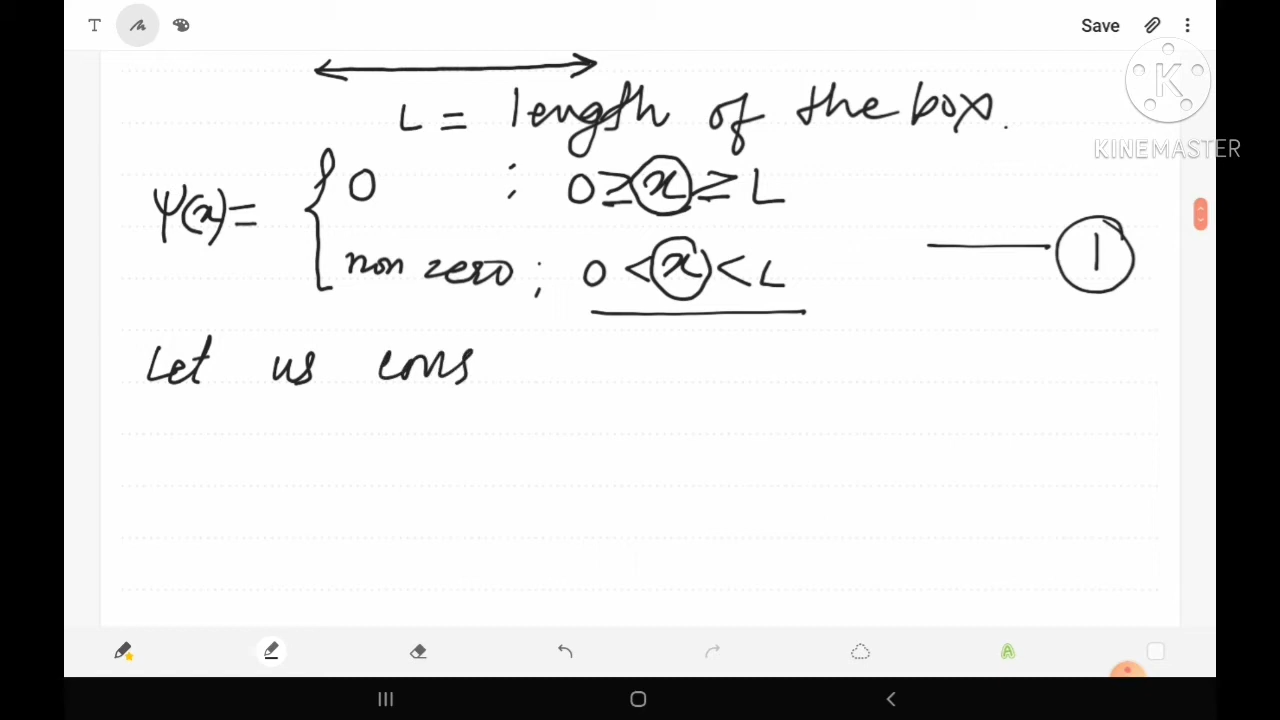 T
Save
K
KINEMASTER
L = length of the box.
ψ(x) = { 0 ; 0 ≥ x ≥ L
non zero ; 0 < x < L
1
Let us cons
A